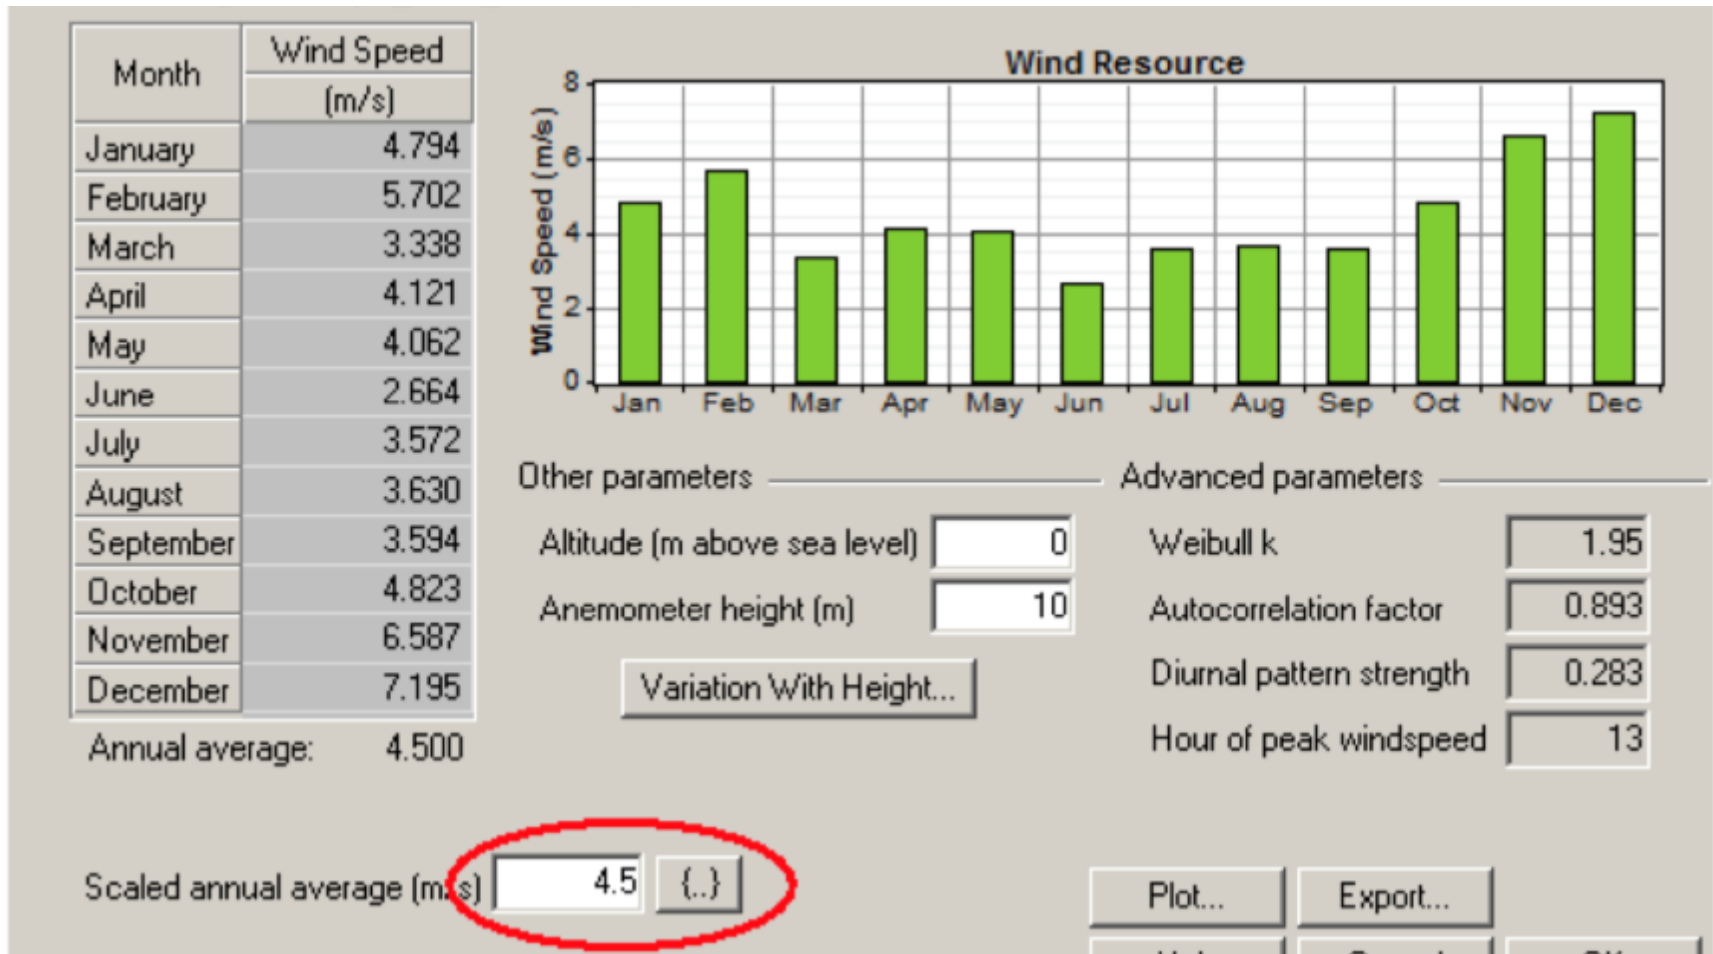 Month Wind Speed
(m/s)
January 4.794
February 5.702
March 3.338
April 4.121
May 4.062
June 2.664
July 3.572
August 3.630
September 3.594
October 4.823
November 6.587
December 7.195
Annual average: 4.500
Wind Resource
Wind Speed (m/s)
8
6
4
2
0
Jan Feb Mar Apr May Jun Jul Aug Sep Oct Nov Dec
Other parameters
Altitude (m above sea level) 0
Anemometer height (m) 10
Variation With Height...
Advanced parameters
Weibull k 1.95
Autocorrelation factor 0.893
Diurnal pattern strength 0.283
Hour of peak windspeed 13
Scaled annual average (m/s) 4.5 {..}
Plot... Export...